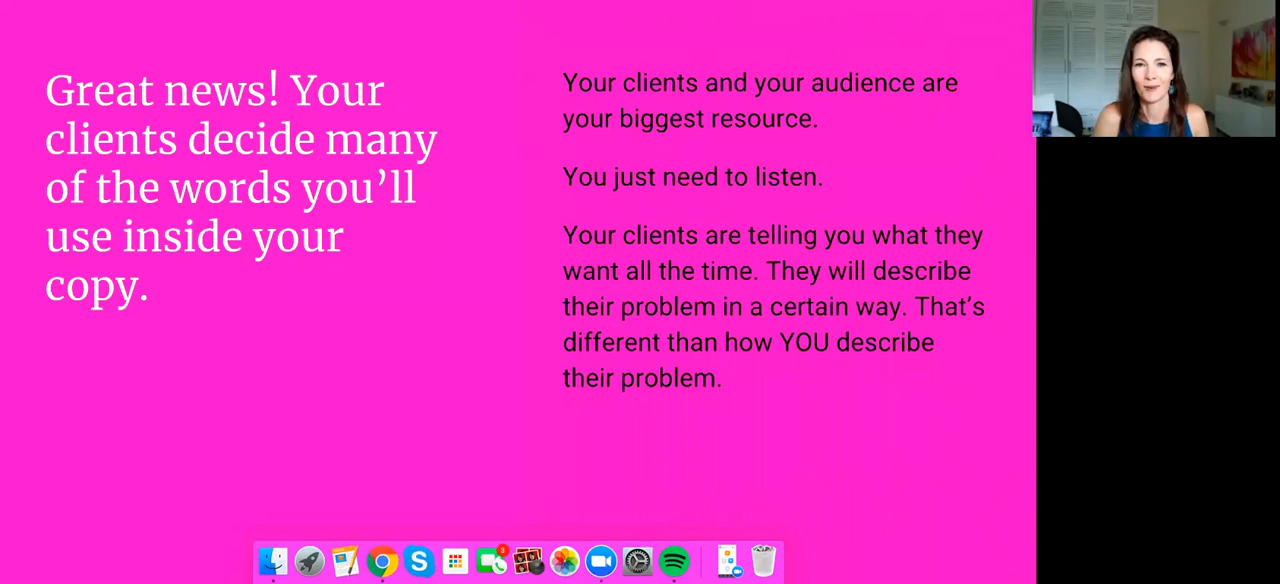 Great news! Your
clients decide many
of the words you’ll
use inside your
copy.
Your clients and your audience are
your biggest resource.
You just need to listen.
Your clients are telling you what they
want all the time. They will describe
their problem in a certain way. That’s
different than how YOU describe
their problem.
3